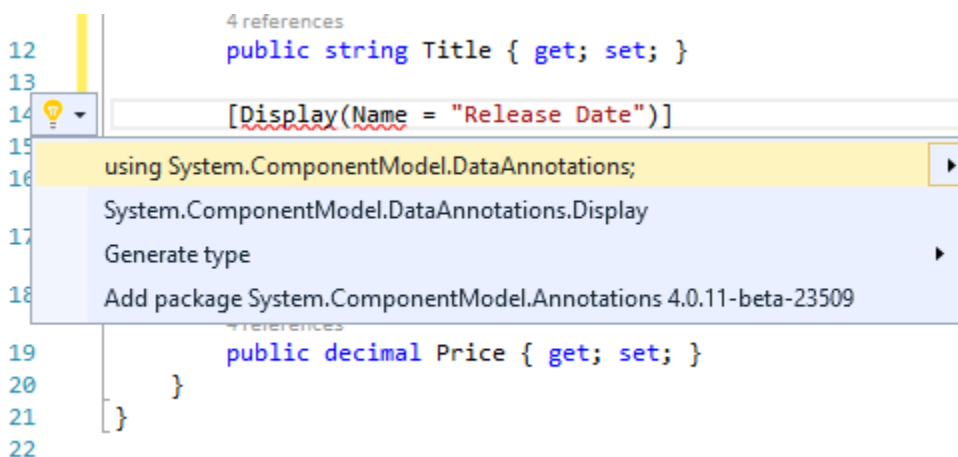 4 references
12 public string Title { get; set; }
13
14 [Display(Name = "Release Date")]
15
using System.ComponentModel.DataAnnotations;
16
System.ComponentModel.DataAnnotations.Display
17
Generate type
18
Add package System.ComponentModel.Annotations 4.0.11-beta-23509
4 references
19 public decimal Price { get; set; }
20 }
21 }
22